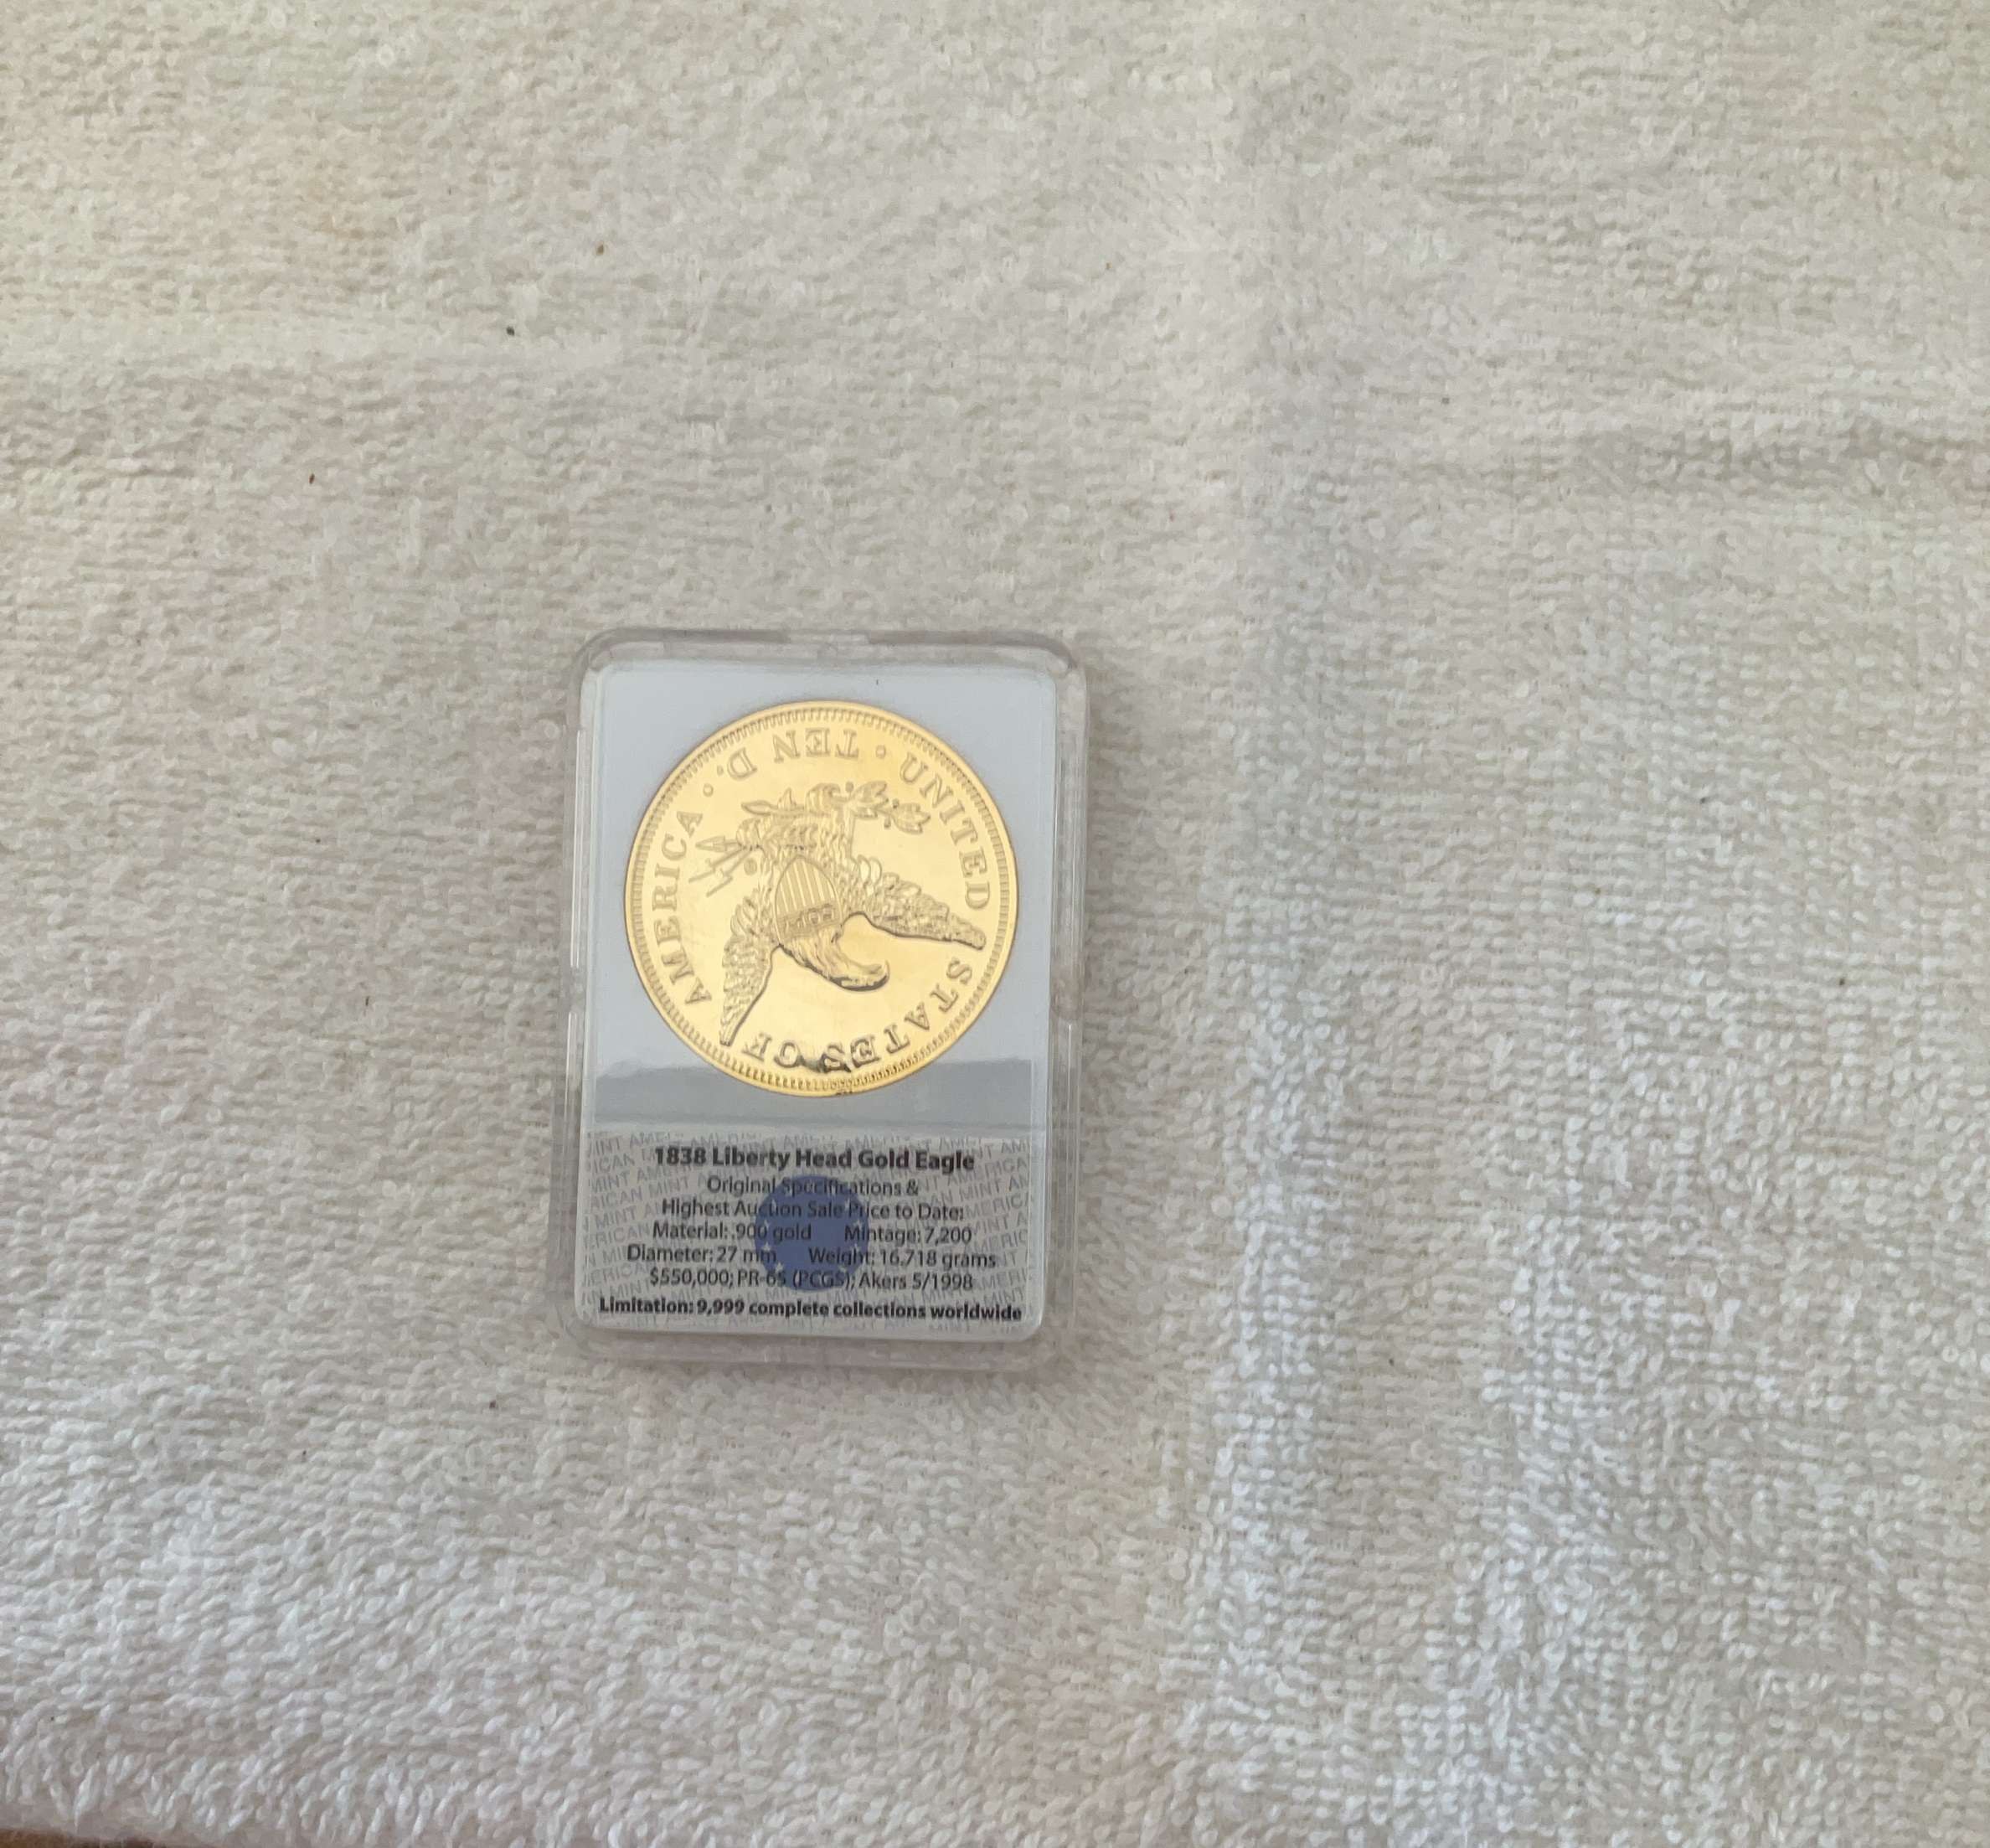 UNITED STATES OF AMERICA
TEN D.
1838 Liberty Head Gold Eagle
Original Specifications &
Highest Auction Sale Price to Date:
Material: .900 gold Mintage: 7,200
Diameter: 27 mm Weight: 16.718 grams
$550,000; PR-65 (PCGS); Akers 5/1998
Limitation: 9,999 complete collections worldwide